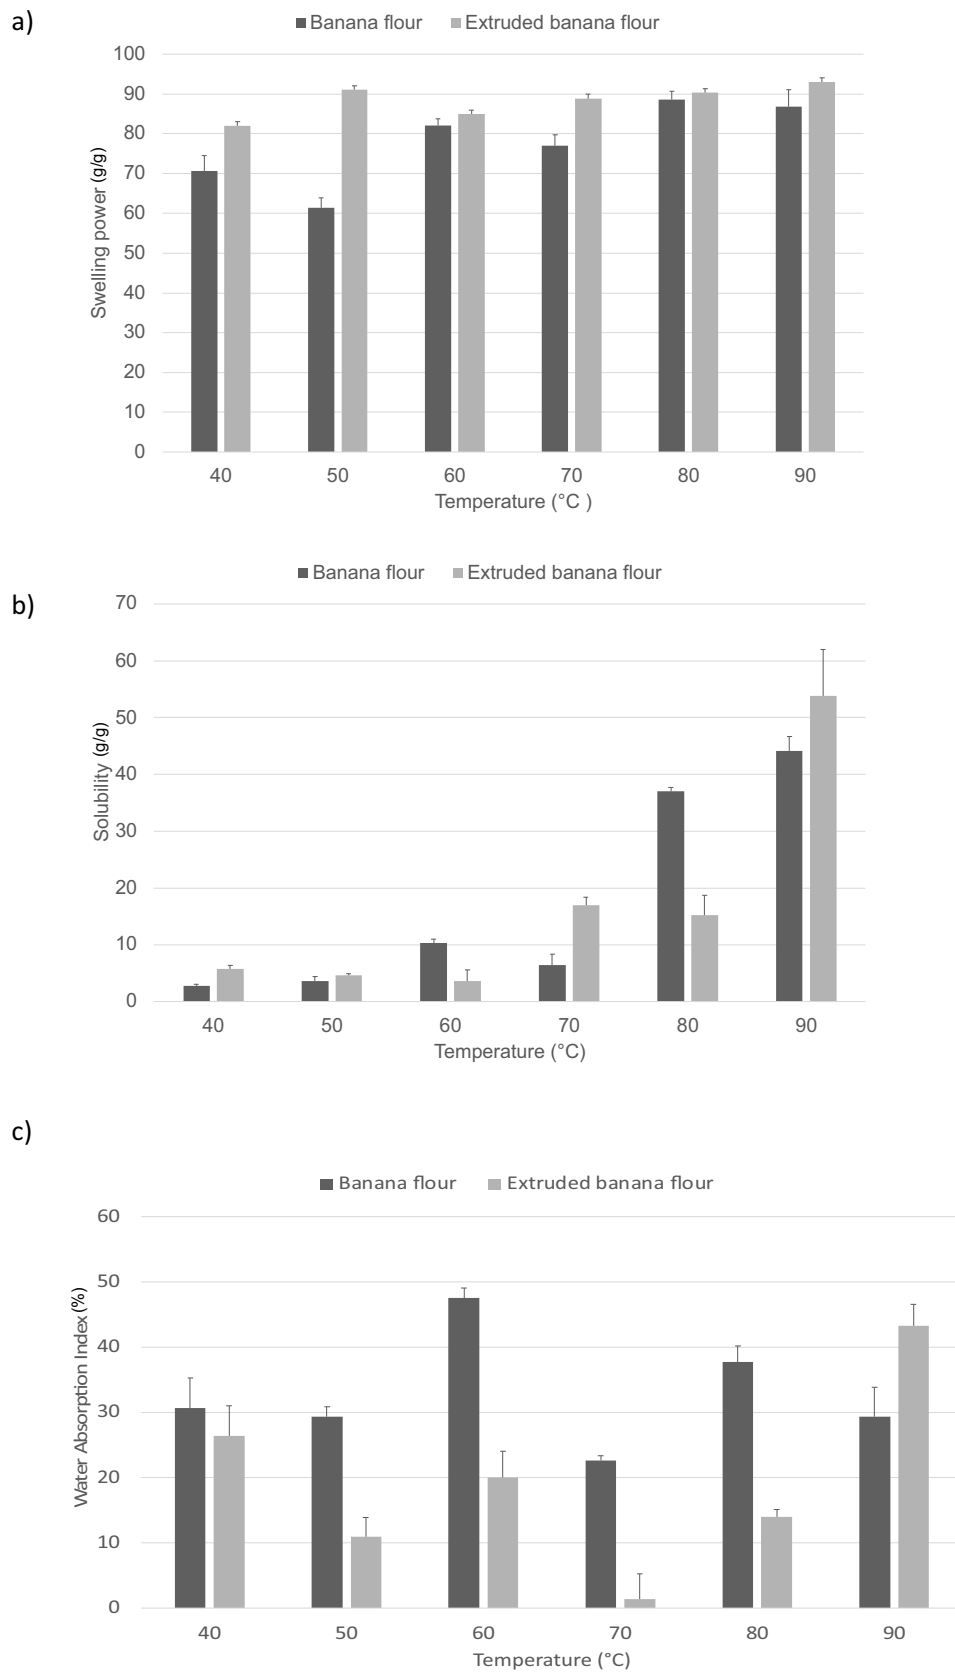 a)
Banana flour Extruded banana flour
100
90
80
70
60
50
40
30
20
10
0
Swelling power (g/g)
40 50 60 70 80 90
Temperature (°C )
b)
Banana flour Extruded banana flour
70
60
50
40
30
20
10
0
Solubility (g/g)
40 50 60 70 80 90
Temperature (°C)
c)
Banana flour Extruded banana flour
60
50
40
30
20
10
0
Water Absorption Index (%)
40 50 60 70 80 90
Temperature (°C)